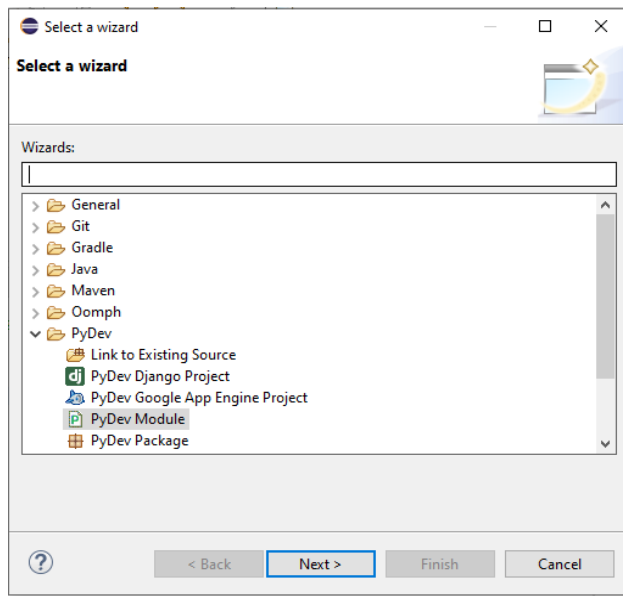 Select a wizard
Select a wizard
Wizards:
General
Git
Gradle
Java
Maven
Oomph
PyDev
Link to Existing Source
dj PyDev Django Project
PyDev Google App Engine Project
P PyDev Module
PyDev Package
? < Back Next > Finish Cancel